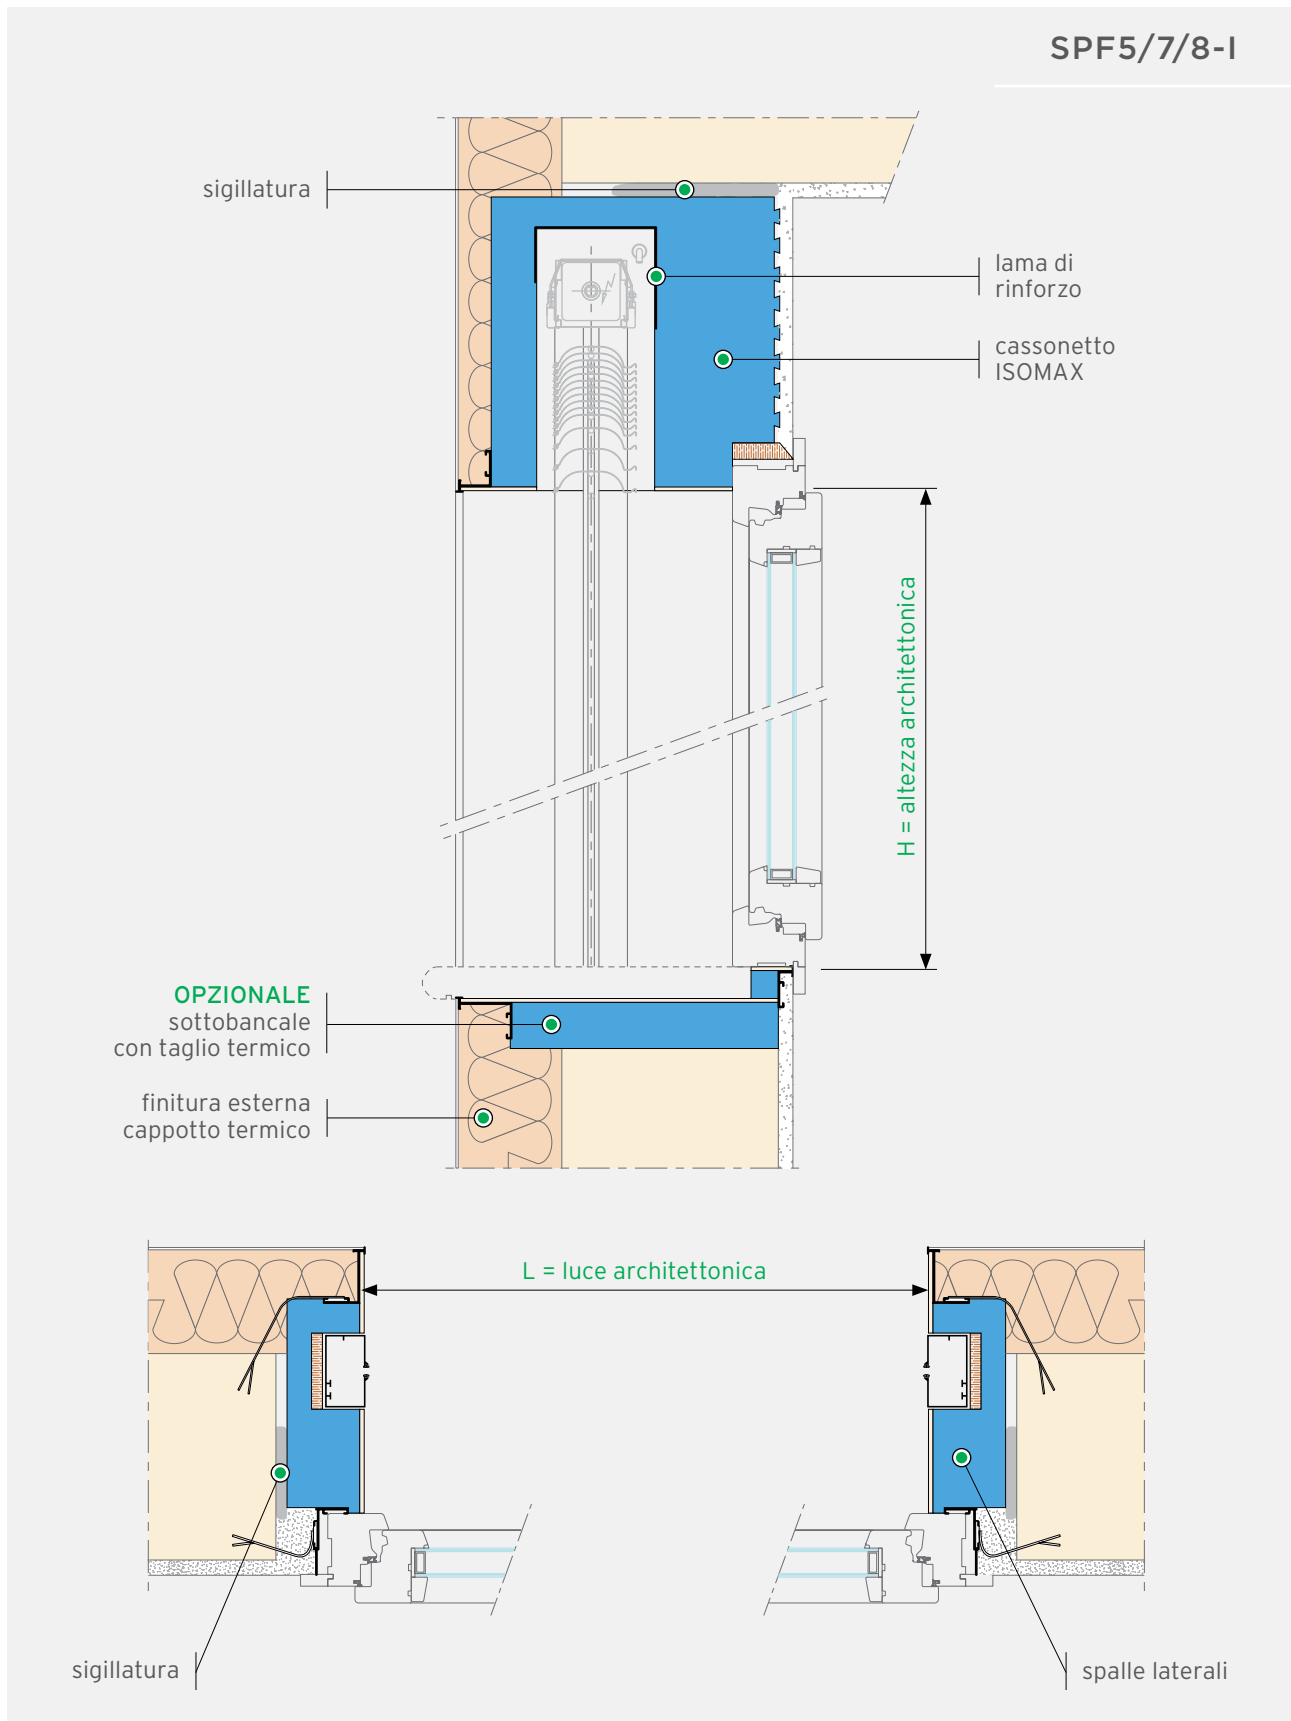 SPF5/7/8-I
sigillatura
lama di
rinforzo
cassonetto
ISOMAX
H = altezza architettonica
OPZIONALE
sottobancale
con taglio termico
finitura esterna
cappotto termico
L = luce architettonica
sigillatura
spalle laterali